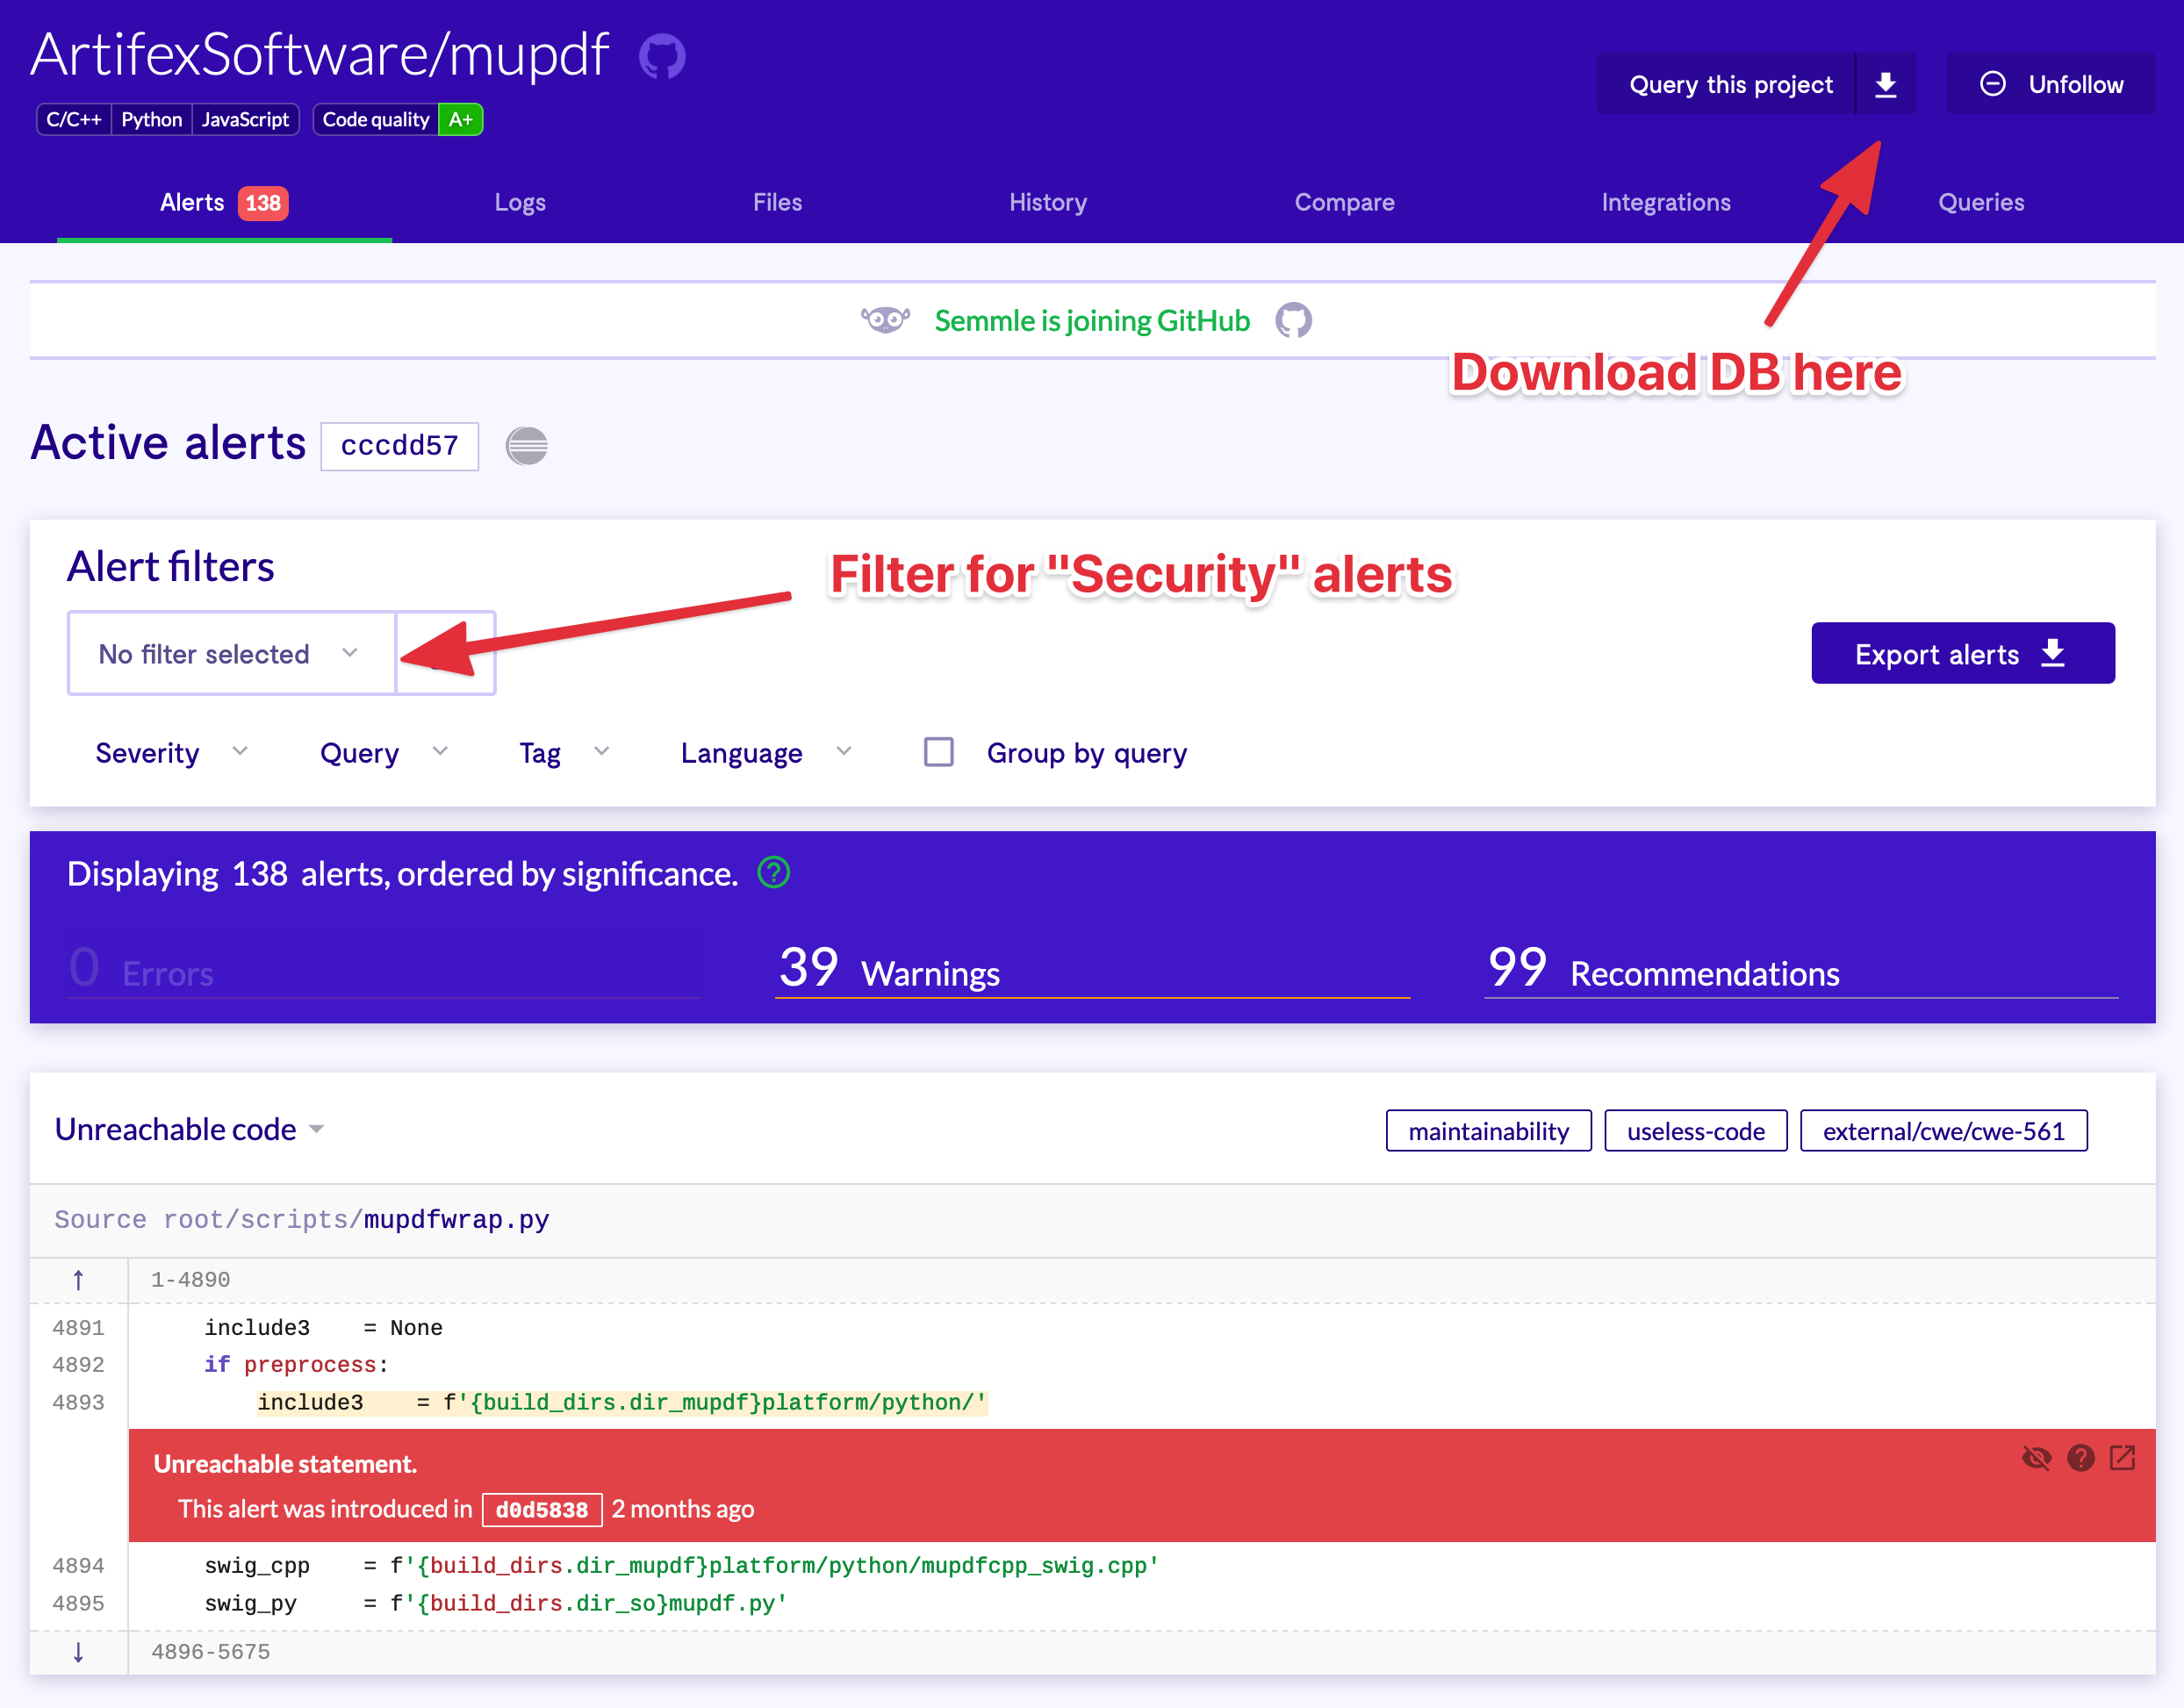 ArtifexSoftware/mupdf
Query this project
Unfollow
C/C++ Python JavaScript Code quality A+
Alerts 138 Logs Files History Compare Integrations Queries
Semmle is joining GitHub
Download DB here
Active alerts cccdd57
Alert filters
Filter for "Security" alerts
No filter selected
Export alerts
Severity Query Tag Language Group by query
Displaying 138 alerts, ordered by significance. ?
0 Errors 39 Warnings 99 Recommendations
Unreachable code maintainability useless-code external/cwe/cwe-561
Source root/scripts/mupdfwrap.py
↑ 1-4890
4891 include3 = None
4892 if preprocess:
4893 include3 = f'{build_dirs.dir_mupdf}platform/python/'
Unreachable statement. ?
This alert was introduced in d0d5838 2 months ago
4894 swig_cpp = f'{build_dirs.dir_mupdf}platform/python/mupdfcpp_swig.cpp'
4895 swig_py = f'{build_dirs.dir_so}mupdf.py'
↓ 4896-5675